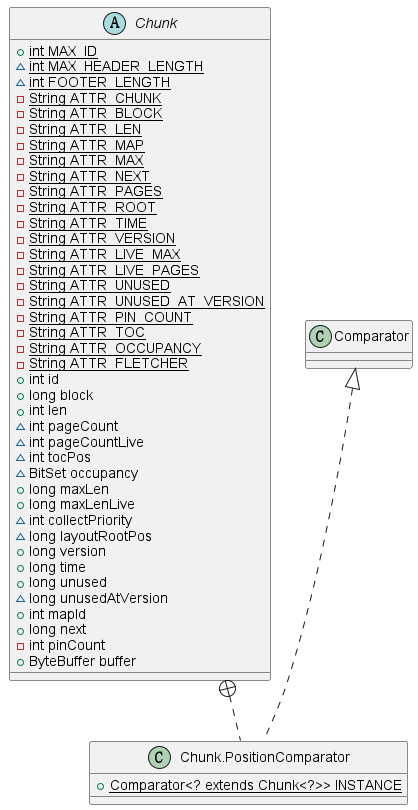 A Chunk
int MAX_ID
int MAX_HEADER_LENGTH
int FOOTER_LENGTH
String ATTR_CHUNK
String ATTR_BLOCK
String ATTR_LEN
String ATTR_MAP
String ATTR_MAX
String ATTR_NEXT
String ATTR_PAGES
String ATTR_ROOT
String ATTR_TIME
String ATTR_VERSION
String ATTR_LIVE_MAX
String ATTR_LIVE_PAGES
String ATTR_UNUSED
String ATTR_UNUSED_AT_VERSION
String ATTR_PIN_COUNT
String ATTR_TOC
String ATTR_OCCUPANCY
String ATTR_FLETCHER
int id
long block
int len
int pageCount
int pageCountLive
int tocPos
BitSet occupancy
long maxLen
long maxLenLive
int collectPriority
long layoutRootPos
long version
long time
long unused
long unusedAtVersion
int mapId
long next
int pinCount
ByteBuffer buffer
C Comparator
C Chunk.PositionComparator
Comparator<? extends Chunk<?>> INSTANCE